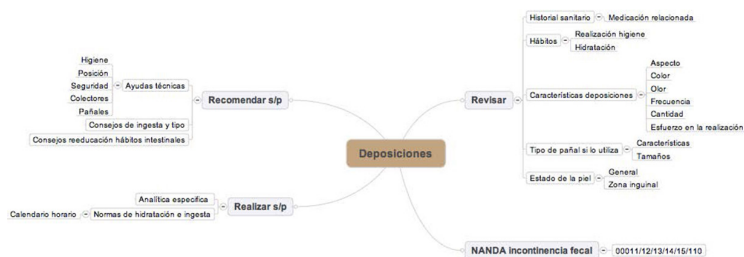 Deposiciones
Revisar
Historial sanitario
Medicación relacionada
Hábitos
Realización higiene
Hidratación
Características deposiciones
Aspecto
Color
Olor
Frecuencia
Cantidad
Esfuerzo en la realización
Tipo de pañal si lo utiliza
Características
Tamaños
Estado de la piel
General
Zona inguinal
NANDA incontinencia fecal
00011/12/13/14/15/110
Recomendar s/p
Ayudas técnicas
Higiene
Posición
Seguridad
Colectores
Pañales
Consejos de ingesta y tipo
Consejos reeducación hábitos intestinales
Realizar s/p
Analítica especifica
Normas de hidratación e ingesta
Calendario horario